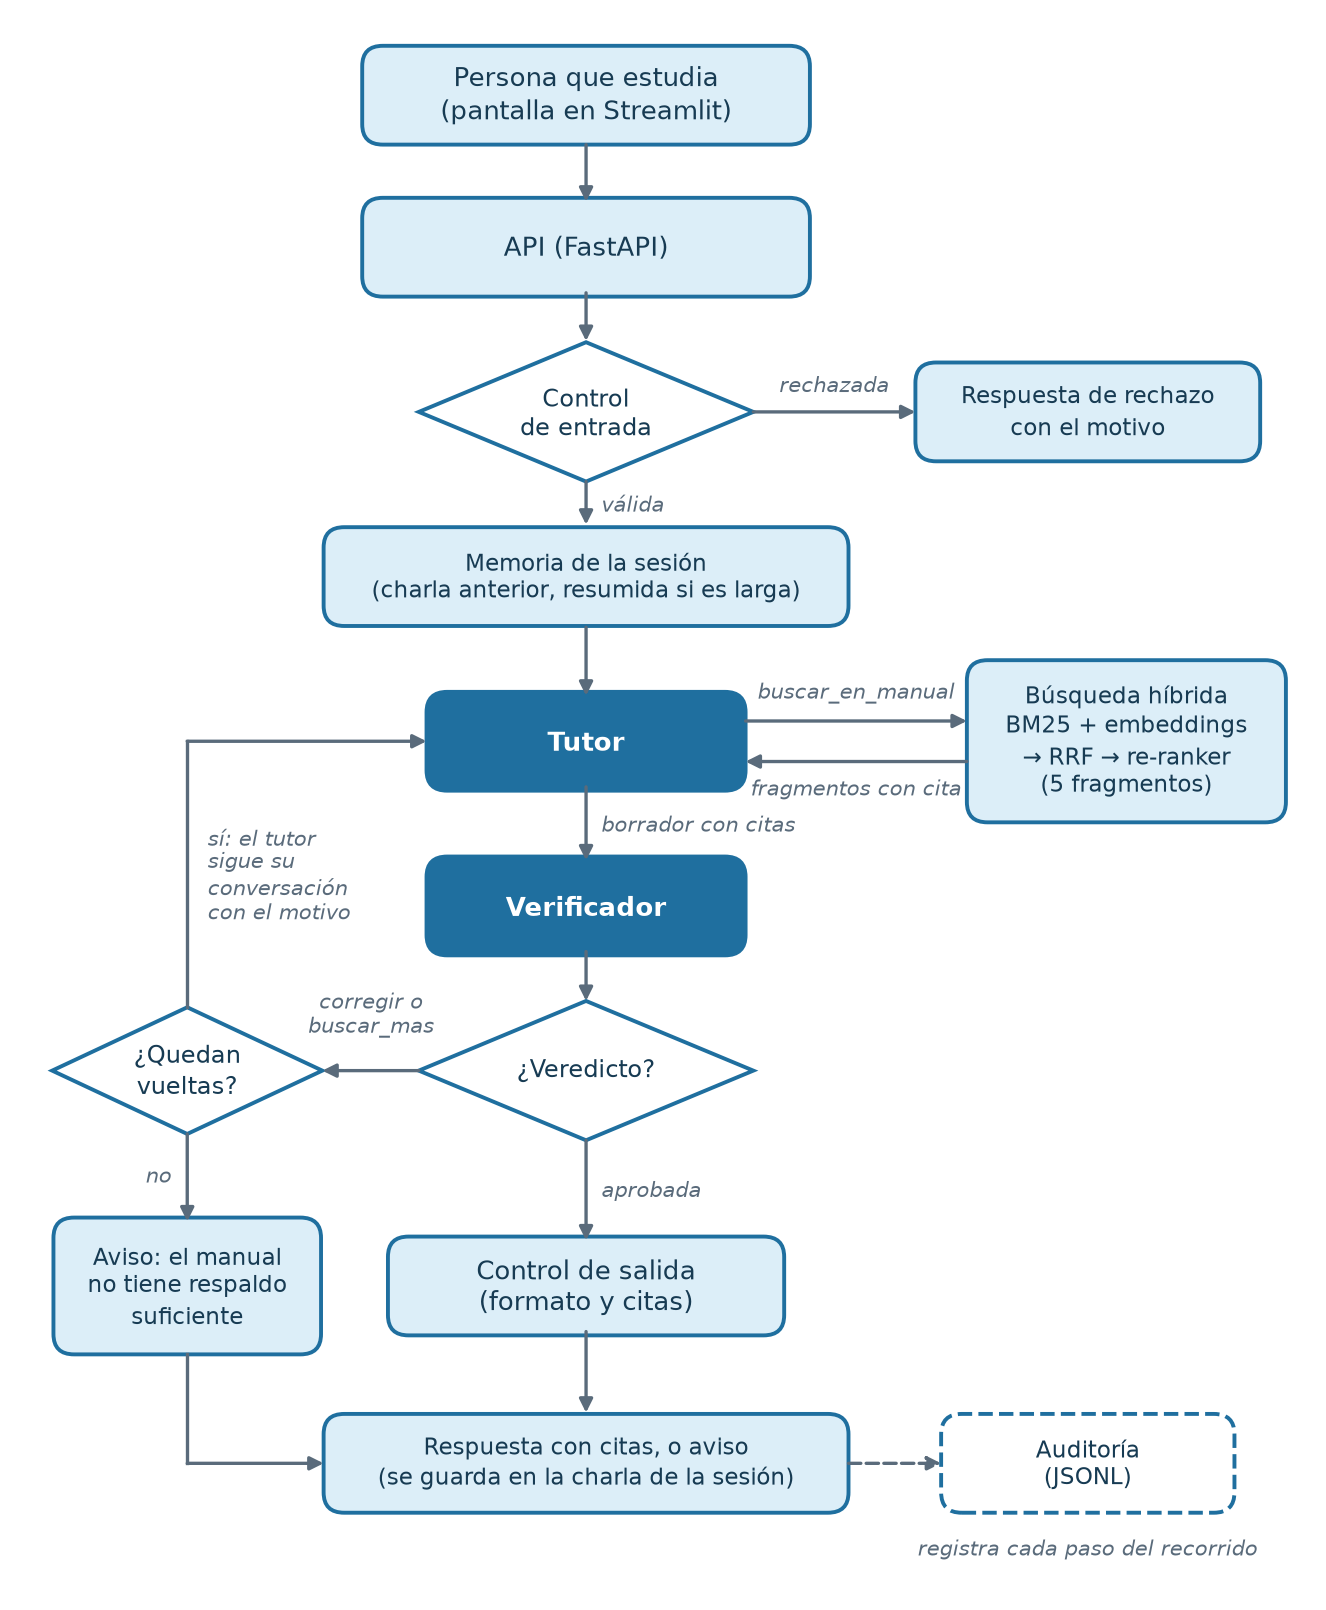 Persona que estudia
(pantalla en Streamlit)
API (FastAPI)
Control
de entrada
rechazada
Respuesta de rechazo
con el motivo
válida
Memoria de la sesión
(charla anterior, resumida si es larga)
Tutor
buscar_en_manual
fragmentos con cita
Búsqueda híbrida
BM25 + embeddings
→ RRF → re-ranker
(5 fragmentos)
borrador con citas
Verificador
sí: el tutor
sigue su
conversación
con el motivo
corregir o
buscar_mas
¿Quedan
vueltas?
¿Veredicto?
no
aprobada
Aviso: el manual
no tiene respaldo
suficiente
Control de salida
(formato y citas)
Respuesta con citas, o aviso
(se guarda en la charla de la sesión)
Auditoría
(JSONL)
registra cada paso del recorrido